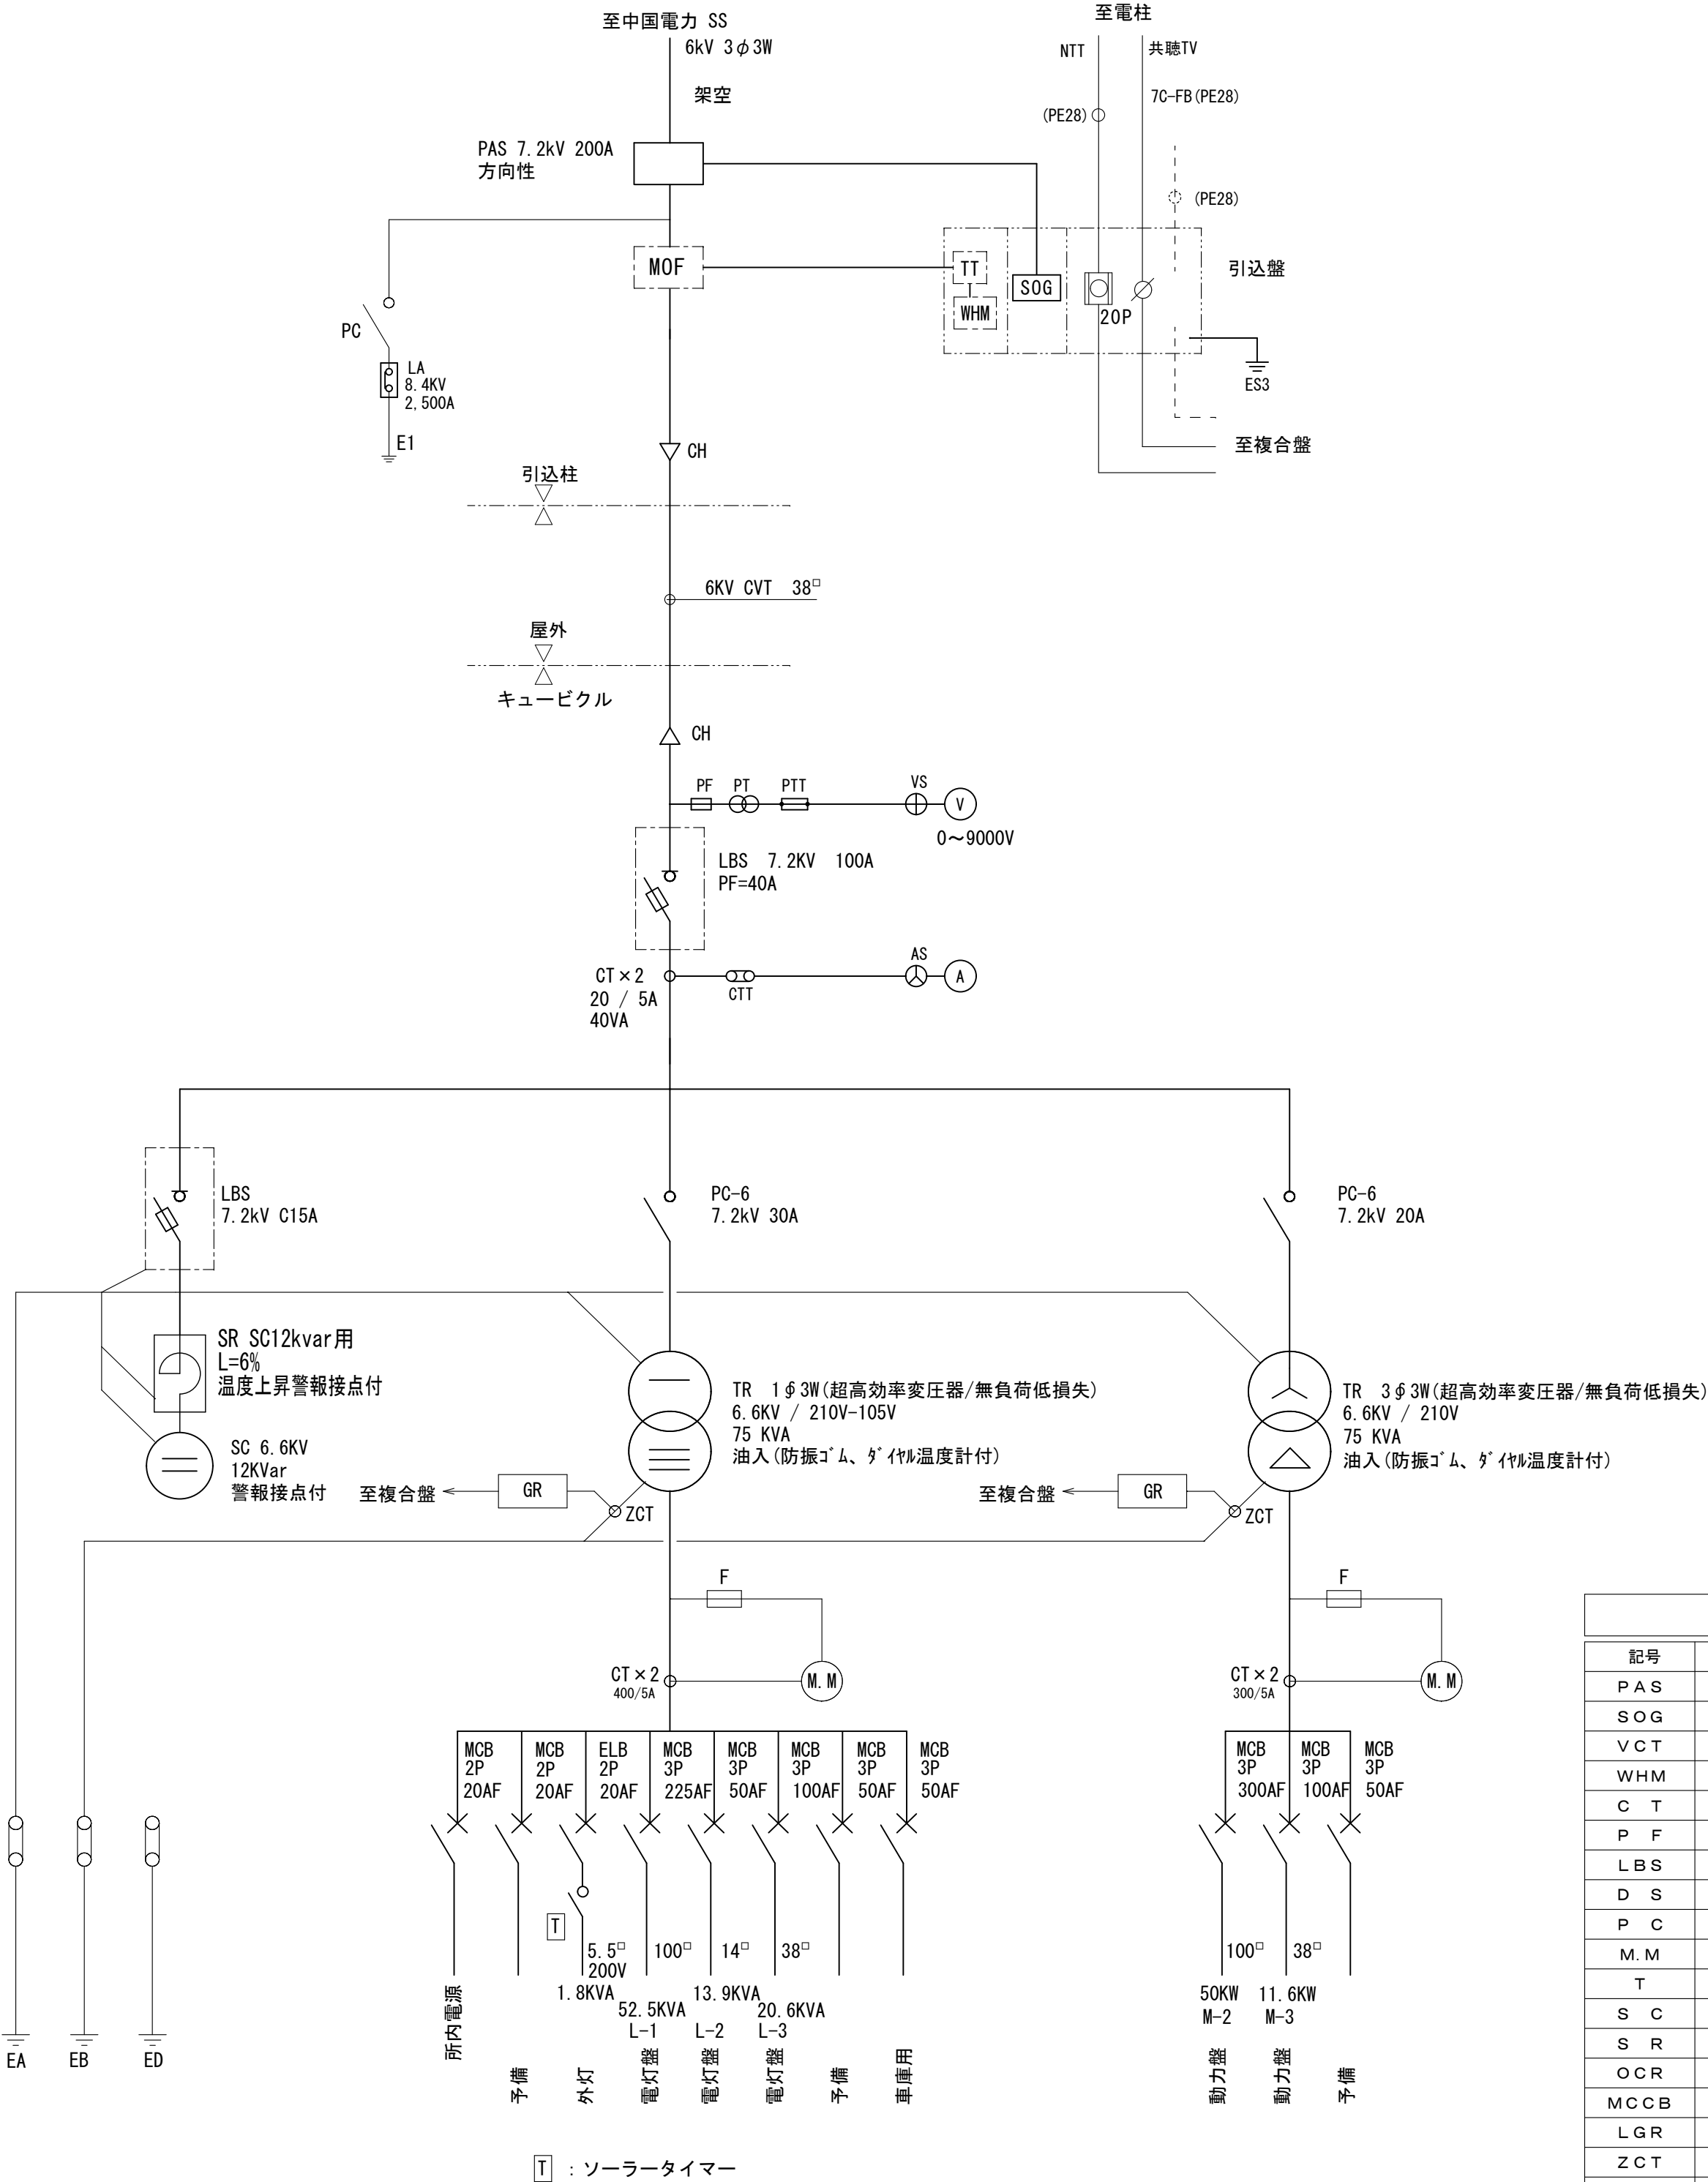 至中国電力 SS
6kV 3φ3W
架空
至電柱
NTT
共聴TV
7C-FB(PE28)
(PE28)
(PE28)
PAS 7.2kV 200A
方向性
MOF
TT
WHM
SOG
20P
引込盤
ES3
至複合盤
PC
LA
8.4KV
2,500A
E1
CH
引込柱
6KV CVT 38□
屋外
キュービクル
CH
PF
PT
PTT
VS
V
0～9000V
LBS 7.2KV 100A
PF=40A
CT×2
20 / 5A
40VA
CTT
AS
A
LBS
7.2kV C15A
PC-6
7.2kV 30A
PC-6
7.2kV 20A
SR SC12kvar用
L=6%
温度上昇警報接点付
SC 6.6KV
12KVar
警報接点付
TR 1∮3W(超高効率変圧器/無負荷低損失)
6.6KV / 210V-105V
75 KVA
油入(防振ｺﾞﾑ、ﾀﾞｲﾔﾙ温度計付)
TR 3∮3W(超高効率変圧器/無負荷低損失)
6.6KV / 210V
75 KVA
油入(防振ｺﾞﾑ、ﾀﾞｲﾔﾙ温度計付)
至複合盤
GR
ZCT
至複合盤
GR
ZCT
F
CT×2
400/5A
M.M
F
CT×2
300/5A
M.M
MCB
2P
20AF
MCB
2P
20AF
ELB
2P
20AF
MCB
3P
225AF
MCB
3P
50AF
MCB
3P
100AF
MCB
3P
50AF
MCB
3P
50AF
MCB
3P
300AF
MCB
3P
100AF
MCB
3P
50AF
T
5.5□
200V
1.8KVA
100□
52.5KVA
L-1
14□
13.9KVA
L-2
38□
20.6KVA
L-3
100□
50KW
M-2
38□
11.6KW
M-3
所内電源
予備
外灯
電灯盤
電灯盤
電灯盤
予備
車庫用
動力盤
動力盤
予備
EA
EB
ED
T : ソーラータイマー
記号
PAS
SOG
VCT
WHM
C T
P F
LBS
D S
P C
M.M
T
S C
S R
OCR
MCCB
LGR
ZCT